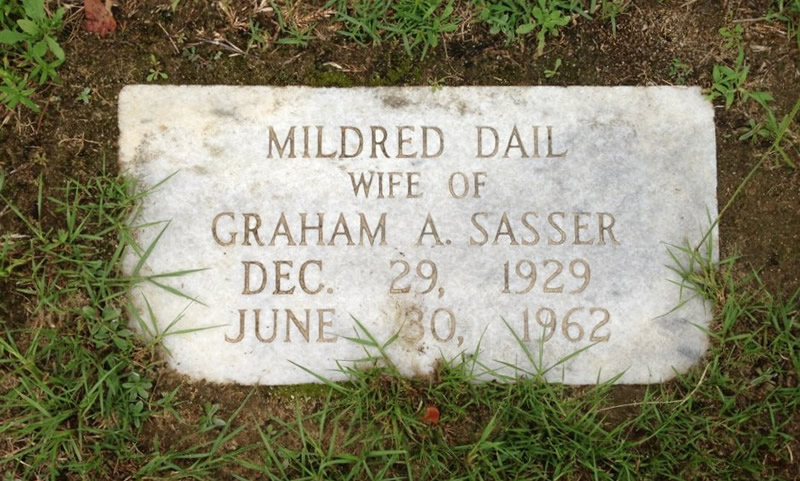 MILDRED DAIL
WIFE OF
GRAHAM A. SASSER
DEC. 29, 1929
JUNE 30, 1962